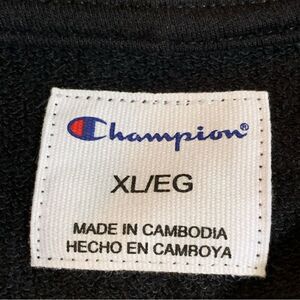 Champion®
XL/EG
MADE IN CAMBODIA
HECHO EN CAMBOYA